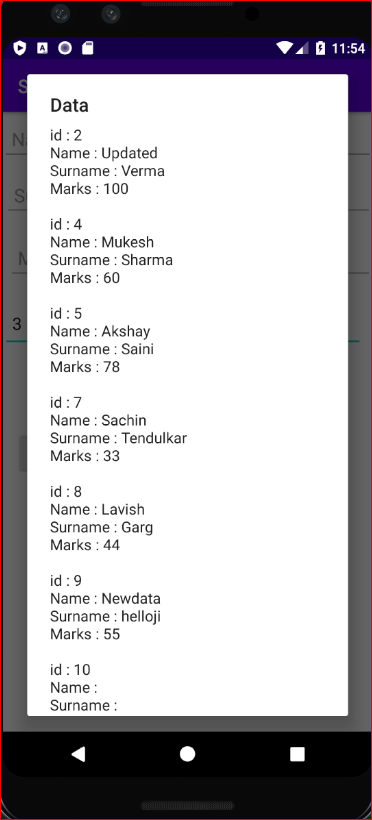 11:54
S
Na
Data
id : 2
Name : Updated
Surname : Verma
Marks : 100
S
id : 4
Name : Mukesh
Surname : Sharma
M
Marks : 60
id : 5
3
Name : Akshay
Surname : Saini
Marks : 78
id : 7
Name : Sachin
Surname : Tendulkar
Marks : 33
id : 8
Name : Lavish
Surname : Garg
Marks : 44
id : 9
Name : Newdata
Surname : helloji
Marks : 55
id : 10
Name :
Surname :